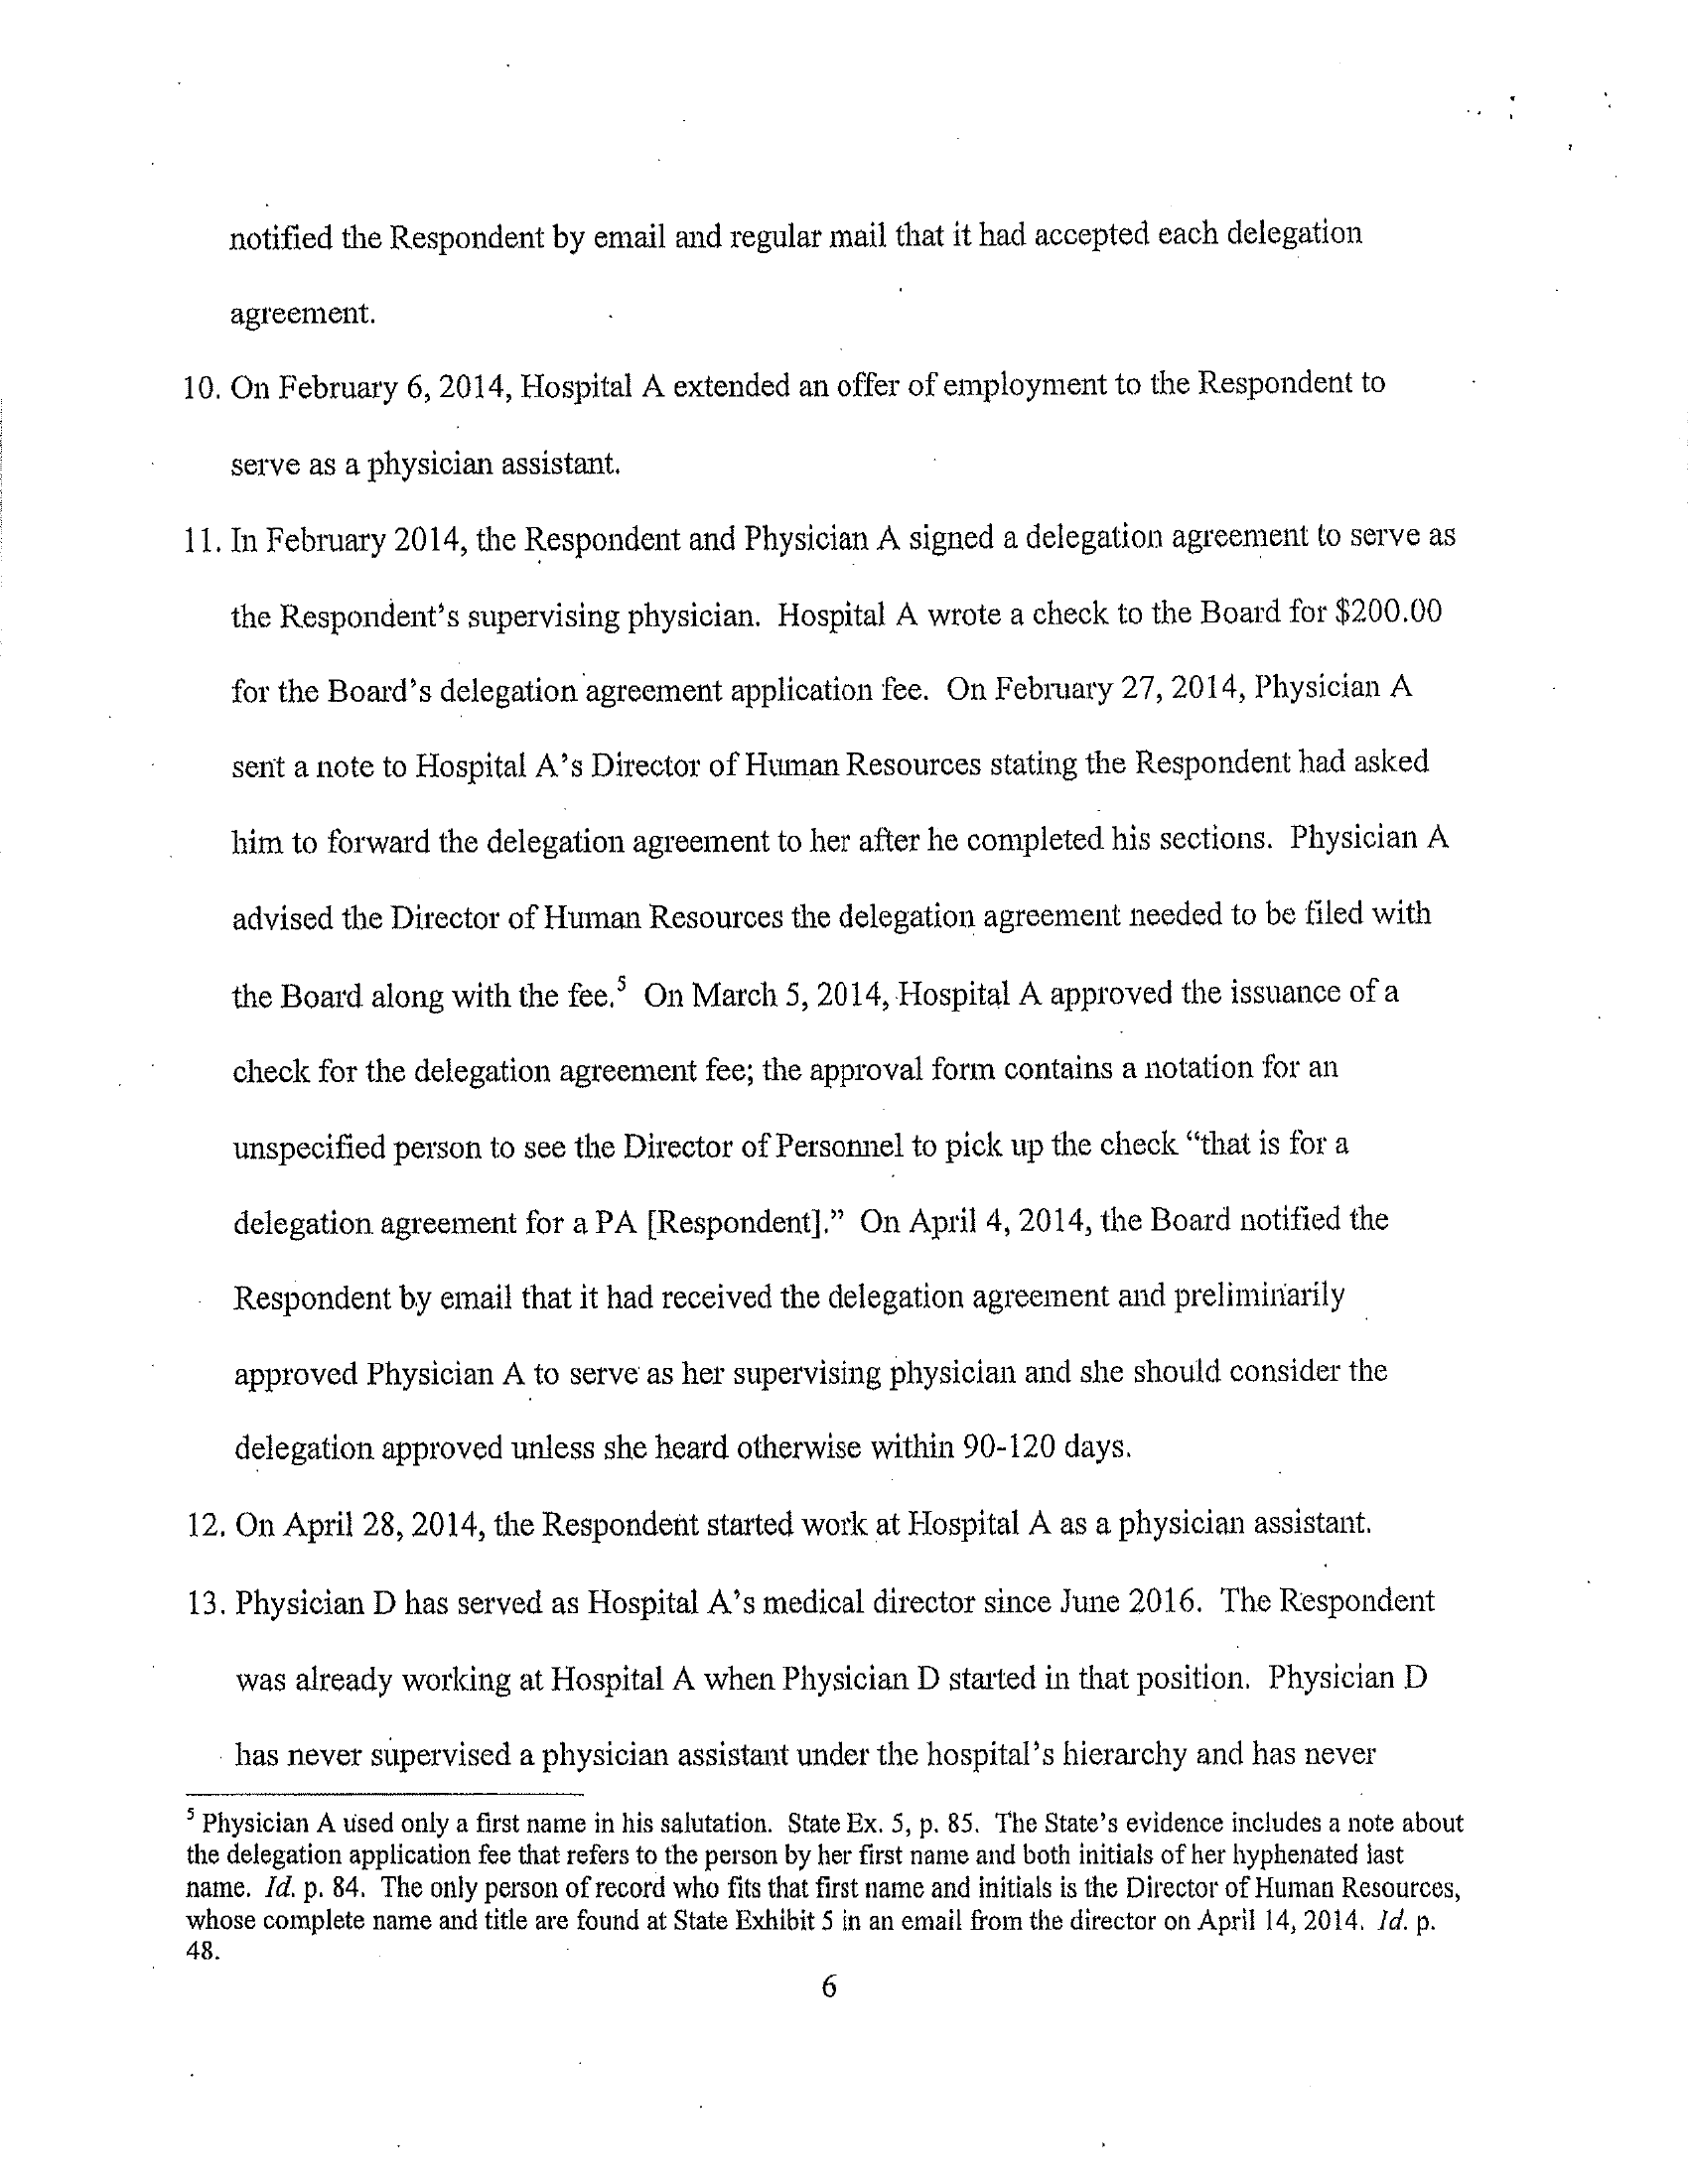 notified the Respondent by email and regular mail that it had accepted each delegation
agreement.
10. On February 6, 2014, Hospital A extended an offer of employment to the Respondent to
serve as a physician assistant.
11. In February 2014, the Respondent and Physician A signed a delegation agreement to serve as
the Respondent's supervising physician. Hospital A wrote a check to the Board for $200.00
for the Board's delegation agreement application fee. On February 27, 2014, Physician A
sent a note to Hospital A's Director of Human Resources stating the Respondent had asked
him to forward the delegation agreement to her after he completed his sections. Physician A
advised the Director of Human Resources the delegation agreement needed to be filed with
the Board along with the fee.⁵ On March 5, 2014, Hospital A approved the issuance of a
check for the delegation agreement fee; the approval form contains a notation for an
unspecified person to see the Director of Personnel to pick up the check “that is for a
delegation agreement for a PA [Respondent].” On April 4, 2014, the Board notified the
Respondent by email that it had received the delegation agreement and preliminarily
approved Physician A to serve as her supervising physician and she should consider the
delegation approved unless she heard otherwise within 90-120 days.
12. On April 28, 2014, the Respondent started work at Hospital A as a physician assistant.
13. Physician D has served as Hospital A's medical director since June 2016. The Respondent
was already working at Hospital A when Physician D started in that position. Physician D
has never supervised a physician assistant under the hospital's hierarchy and has never
⁵ Physician A used only a first name in his salutation. State Ex. 5, p. 85. The State's evidence includes a note about
the delegation application fee that refers to the person by her first name and both initials of her hyphenated last
name. Id. p. 84. The only person of record who fits that first name and initials is the Director of Human Resources,
whose complete name and title are found at State Exhibit 5 in an email from the director on April 14, 2014. Id. p.
48.
6